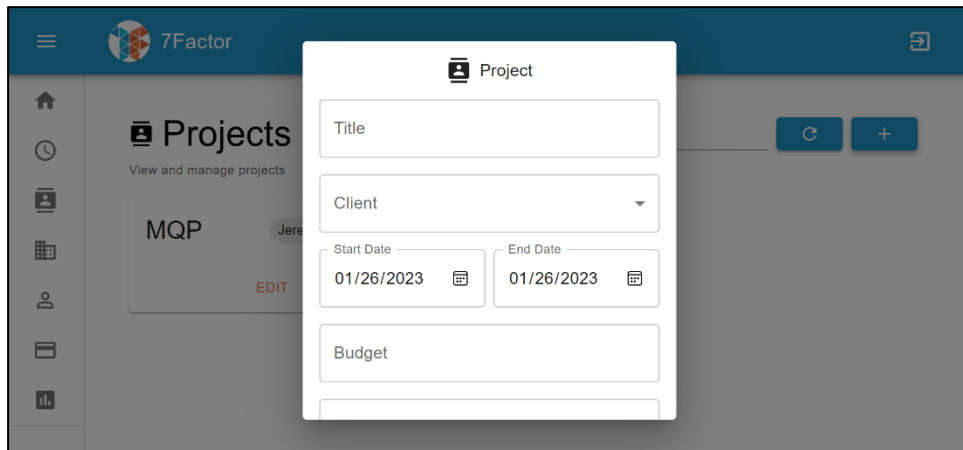 7Factor
Project
Projects
View and manage projects
Title
Client
MQP
Start Date
End Date
01/26/2023
01/26/2023
EDIT
Budget